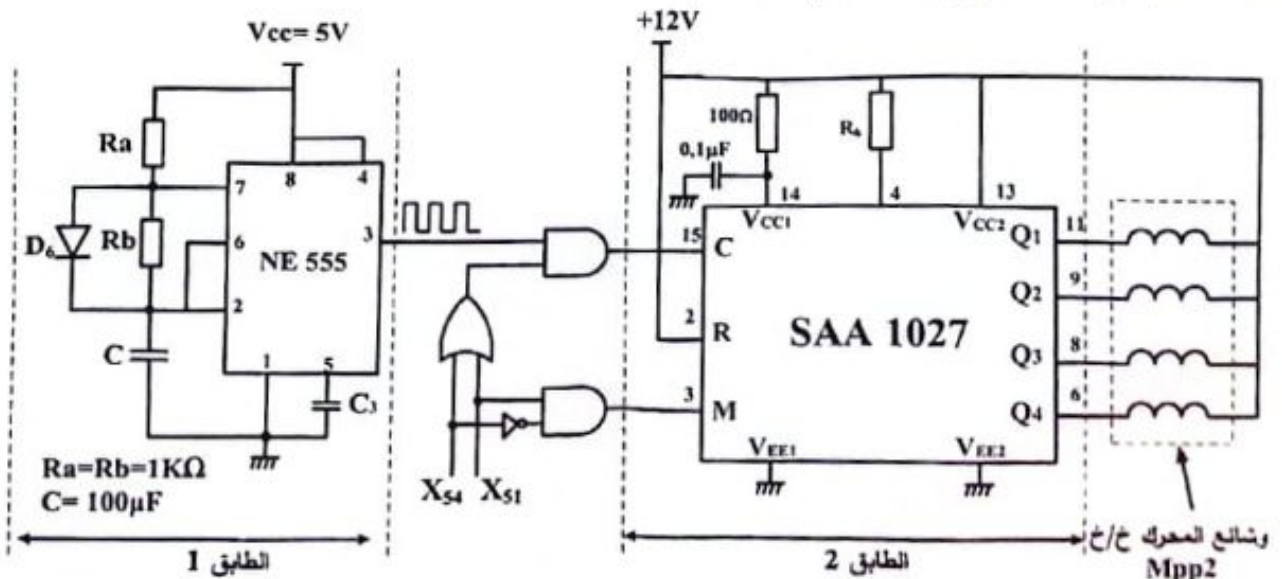 +12V
Vcc= 5V
Ra
100Ω
0,1µF
8
4
14
4
13
7
VCC1
VCC2
Q1
11
D6
Rb
6
NE 555
3
15
C
Q2
9
2
2
R
SAA 1027
Q3
8
C
1
5
C3
3
M
Q4
6
VEE1
VEE2
Ra=Rb=1KΩ
C= 100µF
X54
X51
الطابق 1
الطابق 2
وشائع المحرك خ/خ
Mpp2